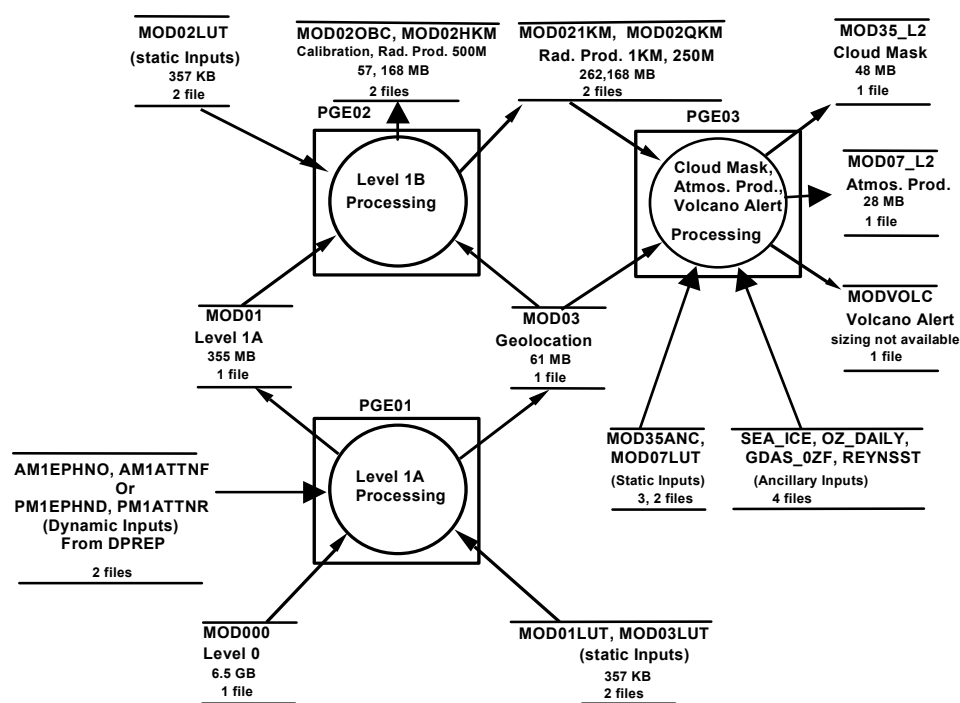 MOD02LUT
(static Inputs)
357 KB
2 file
MOD02OBC, MOD02HKM
Calibration, Rad. Prod. 500M
57, 168 MB
2 files
MOD021KM, MOD02QKM
Rad. Prod. 1KM, 250M
262,168 MB
2 files
MOD35_L2
Cloud Mask
48 MB
1 file
PGE02
Level 1B
Processing
PGE03
Cloud Mask,
Atmos. Prod.,
Volcano Alert
Processing
MOD07_L2
Atmos. Prod.
28 MB
1 file
MODVOLC
Volcano Alert
sizing not available
1 file
MOD01
Level 1A
355 MB
1 file
MOD03
Geolocation
61 MB
1 file
PGE01
Level 1A
Processing
MOD35ANC,
MOD07LUT
(Static Inputs)
3, 2 files
SEA_ICE, OZ_DAILY,
GDAS_0ZF, REYNSST
(Ancillary Inputs)
4 files
AM1EPHNO, AM1ATTNF
Or
PM1EPHND, PM1ATTNR
(Dynamic Inputs)
From DPREP
2 files
MOD000
Level 0
6.5 GB
1 file
MOD01LUT, MOD03LUT
(static Inputs)
357 KB
2 files